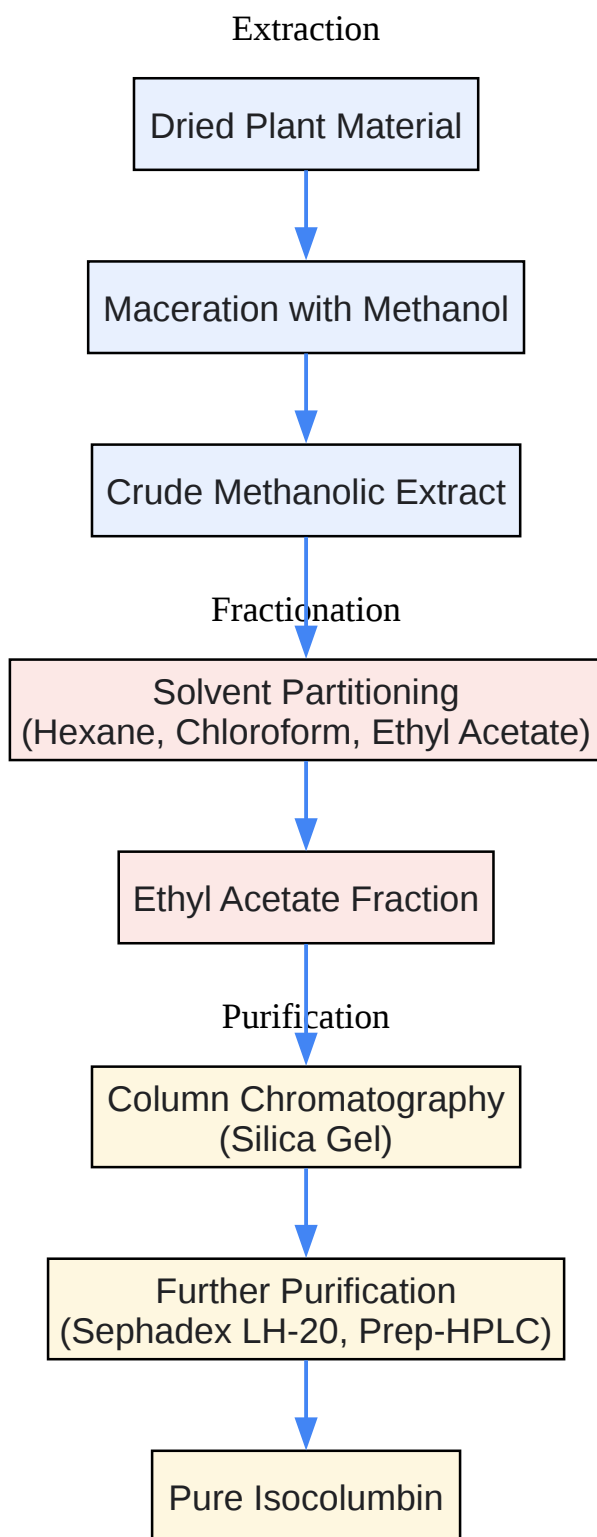 Extraction
Dried Plant Material
Maceration with Methanol
Crude Methanolic Extract
Fractionation
Solvent Partitioning
(Hexane, Chloroform, Ethyl Acetate)
Ethyl Acetate Fraction
Purification
Column Chromatography
(Silica Gel)
Further Purification
(Sephadex LH-20, Prep-HPLC)
Pure Isocolumbin